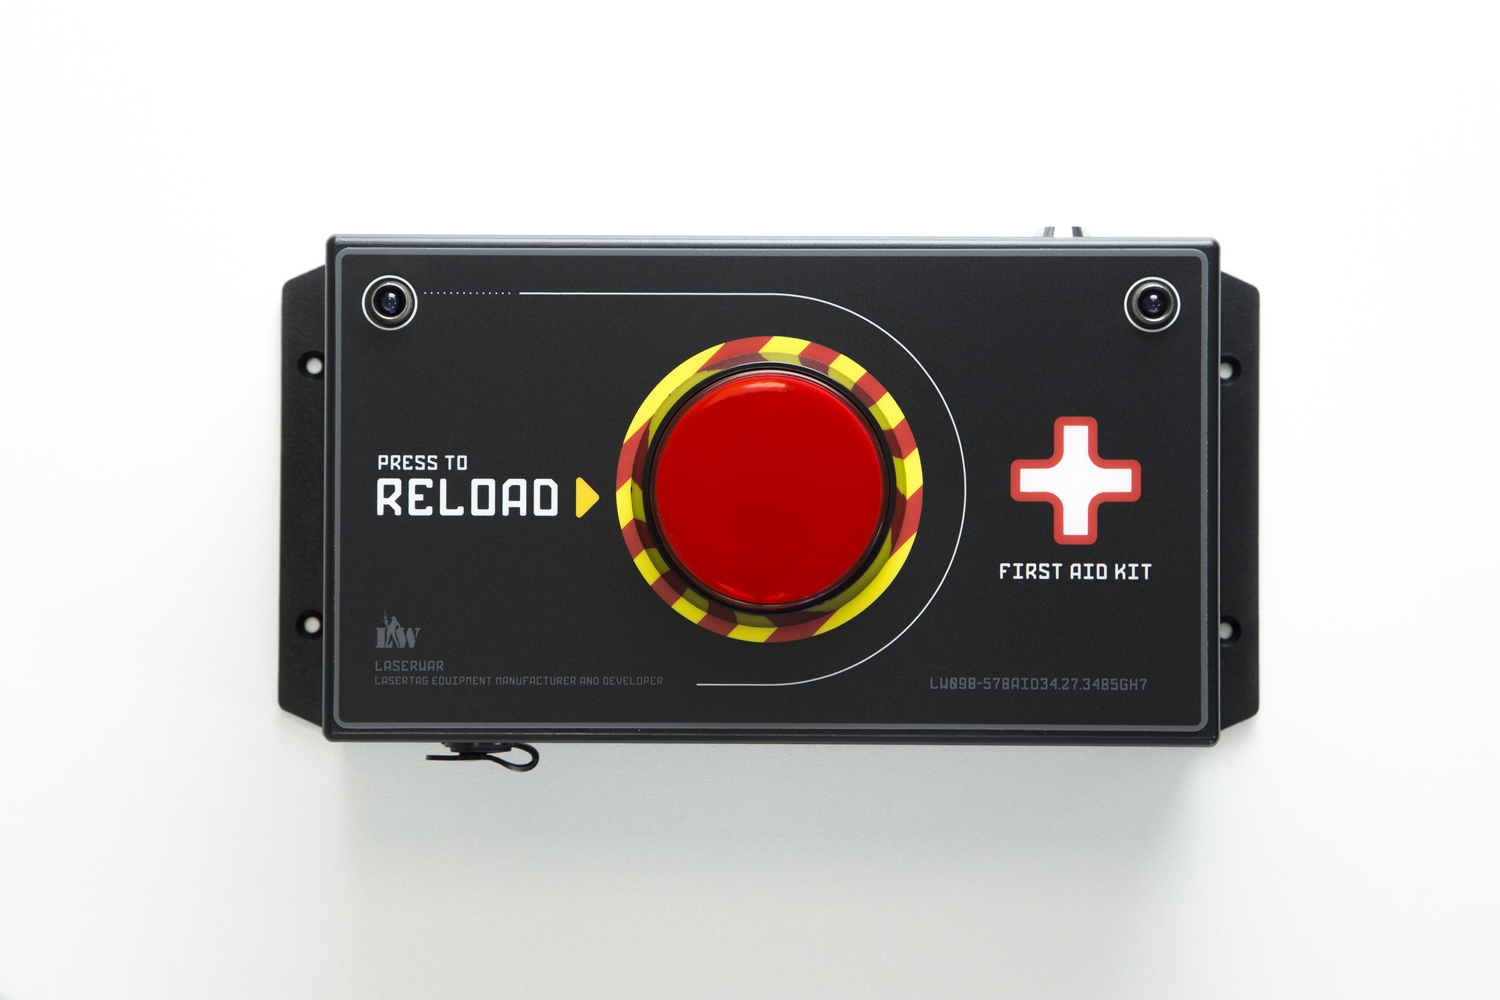 PRESS TO
RELOAD
FIRST AID KIT
LW
LASERWAR
LASERTAG EQUIPMENT MANUFACTURER AND DEVELOPER
LW098-578AID34.27.3485GH7